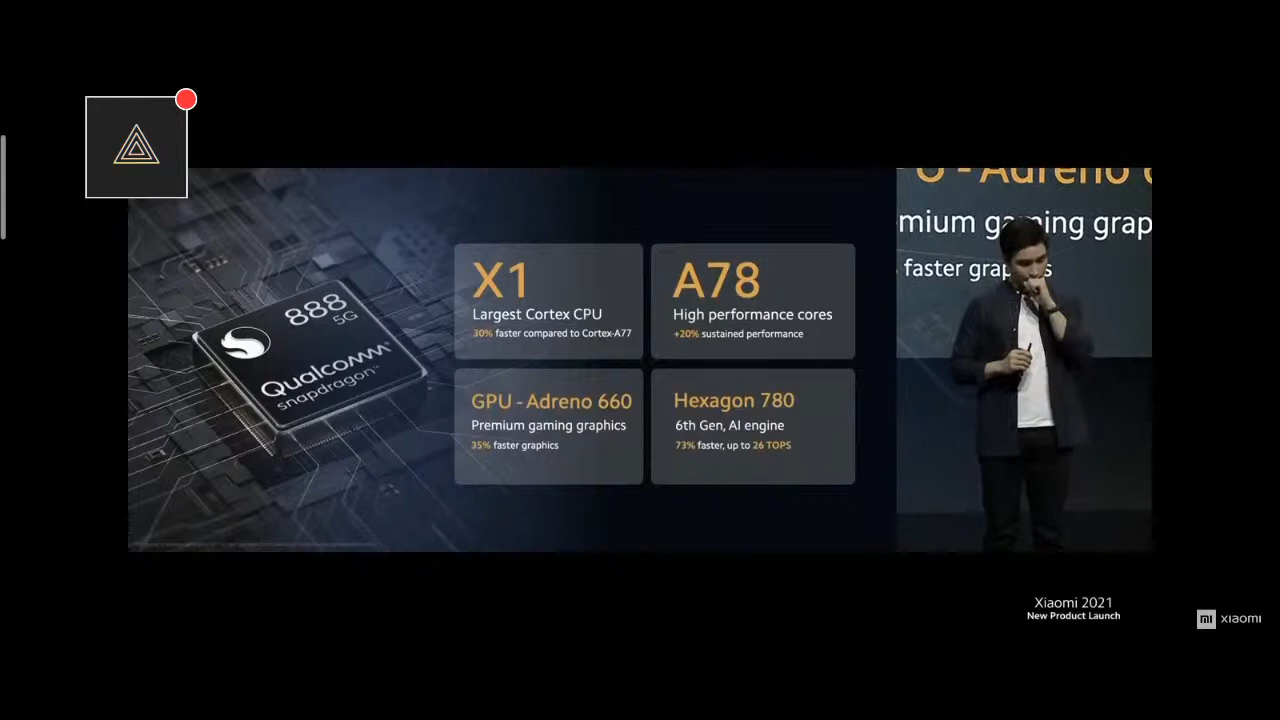 888
5G
Qualcomm
snapdragon
X1
Largest Cortex CPU
30% faster compared to Cortex-A77
A78
High performance cores
+20% sustained performance
GPU - Adreno 660
Premium gaming graphics
35% faster graphics
Hexagon 780
6th Gen, AI engine
73% faster, up to 26 TOPS
- Adreno
mium gaming grap
faster graphics
Xiaomi 2021
New Product Launch
mi xiaomi